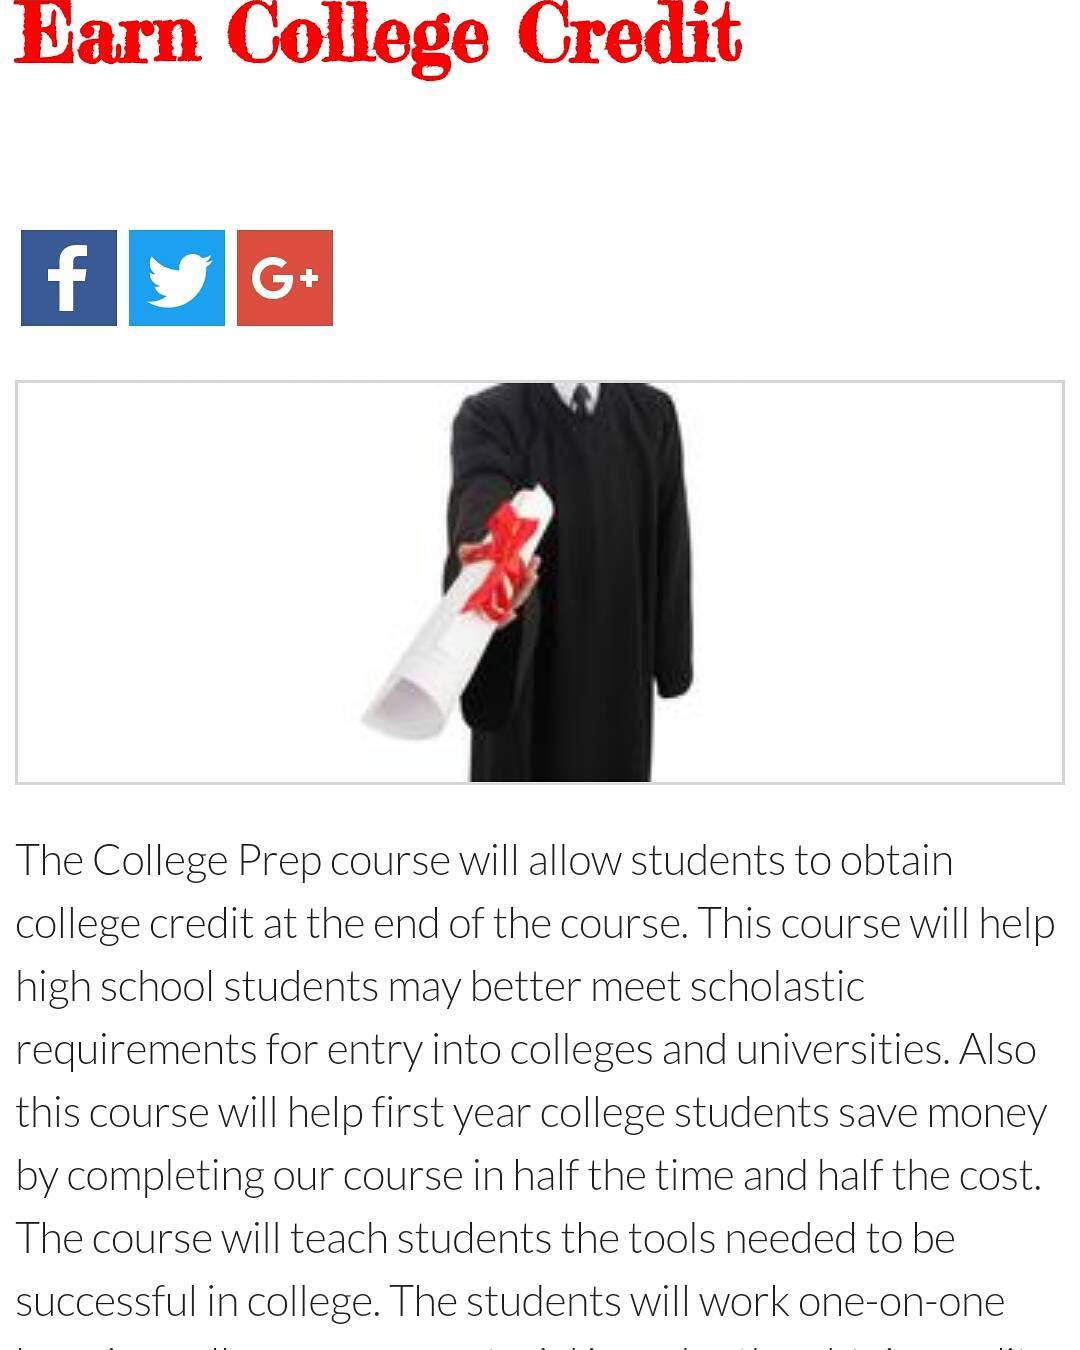 Earn College Credit
f
G+
The College Prep course will allow students to obtain
college credit at the end of the course. This course will help
high school students may better meet scholastic
requirements for entry into colleges and universities. Also
this course will help first year college students save money
by completing our course in half the time and half the cost.
The course will teach students the tools needed to be
successful in college. The students will work one-on-one